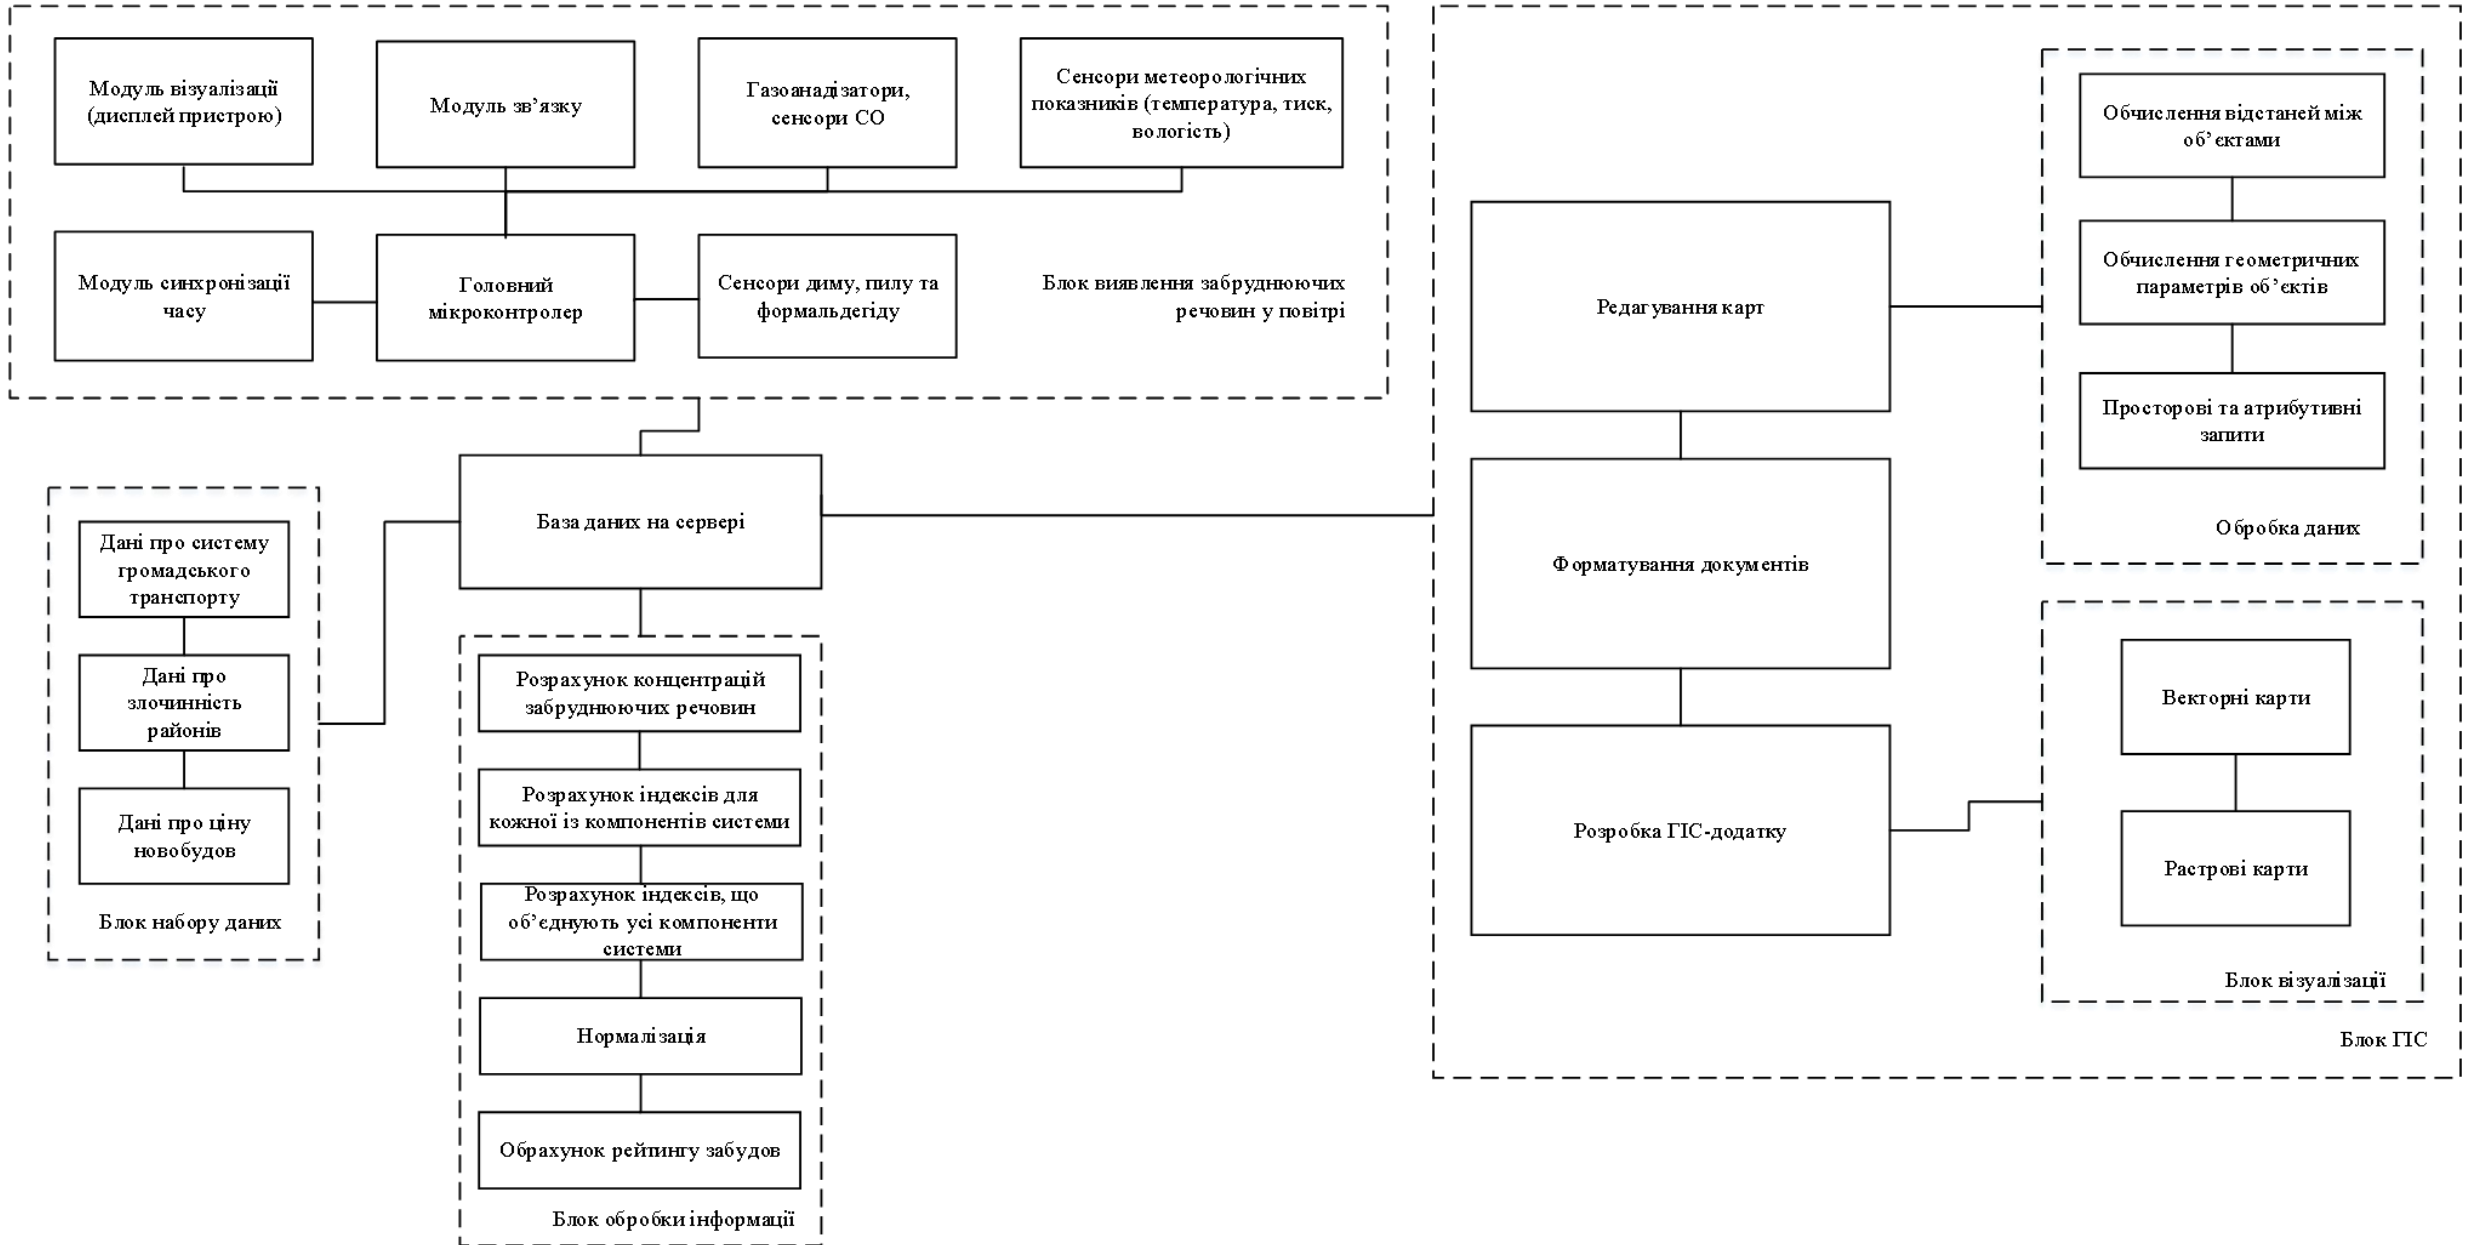 Модуль візуалізації
(дисплей пристрою)
Модуль зв’язку
Газоанадізатори,
сенсори СО
Сенсори метеорологічних
показників (температура, тиск,
вологість)
Модуль синхронізації
часу
Головний
мікроконтролер
Сенсори диму, пилу та
формальдегіду
Блок виявлення забруднюючих
речовин у повітрі
База даних на сервері
Дані про систему
громадського
транспорту
Дані про
злочинність
районів
Дані про ціну
новобудов
Блок набору даних
Розрахунок концентрацій
забруднюючих речовин
Розрахунок індексів для
кожної із компонентів системи
Розрахунок індексів, що
об’єднують усі компоненти
системи
Нормалізація
Обрахунок рейтингу забудов
Блок обробки інформації
Редагування карт
Форматування документів
Розробка ГІС-додатку
Обчислення відстаней між
об’єктами
Обчислення геометричних
параметрів об’єктів
Просторові та атрибутивні
запити
Обробка даних
Векторні карти
Растрові карти
Блок візуалізації
Блок ГІС